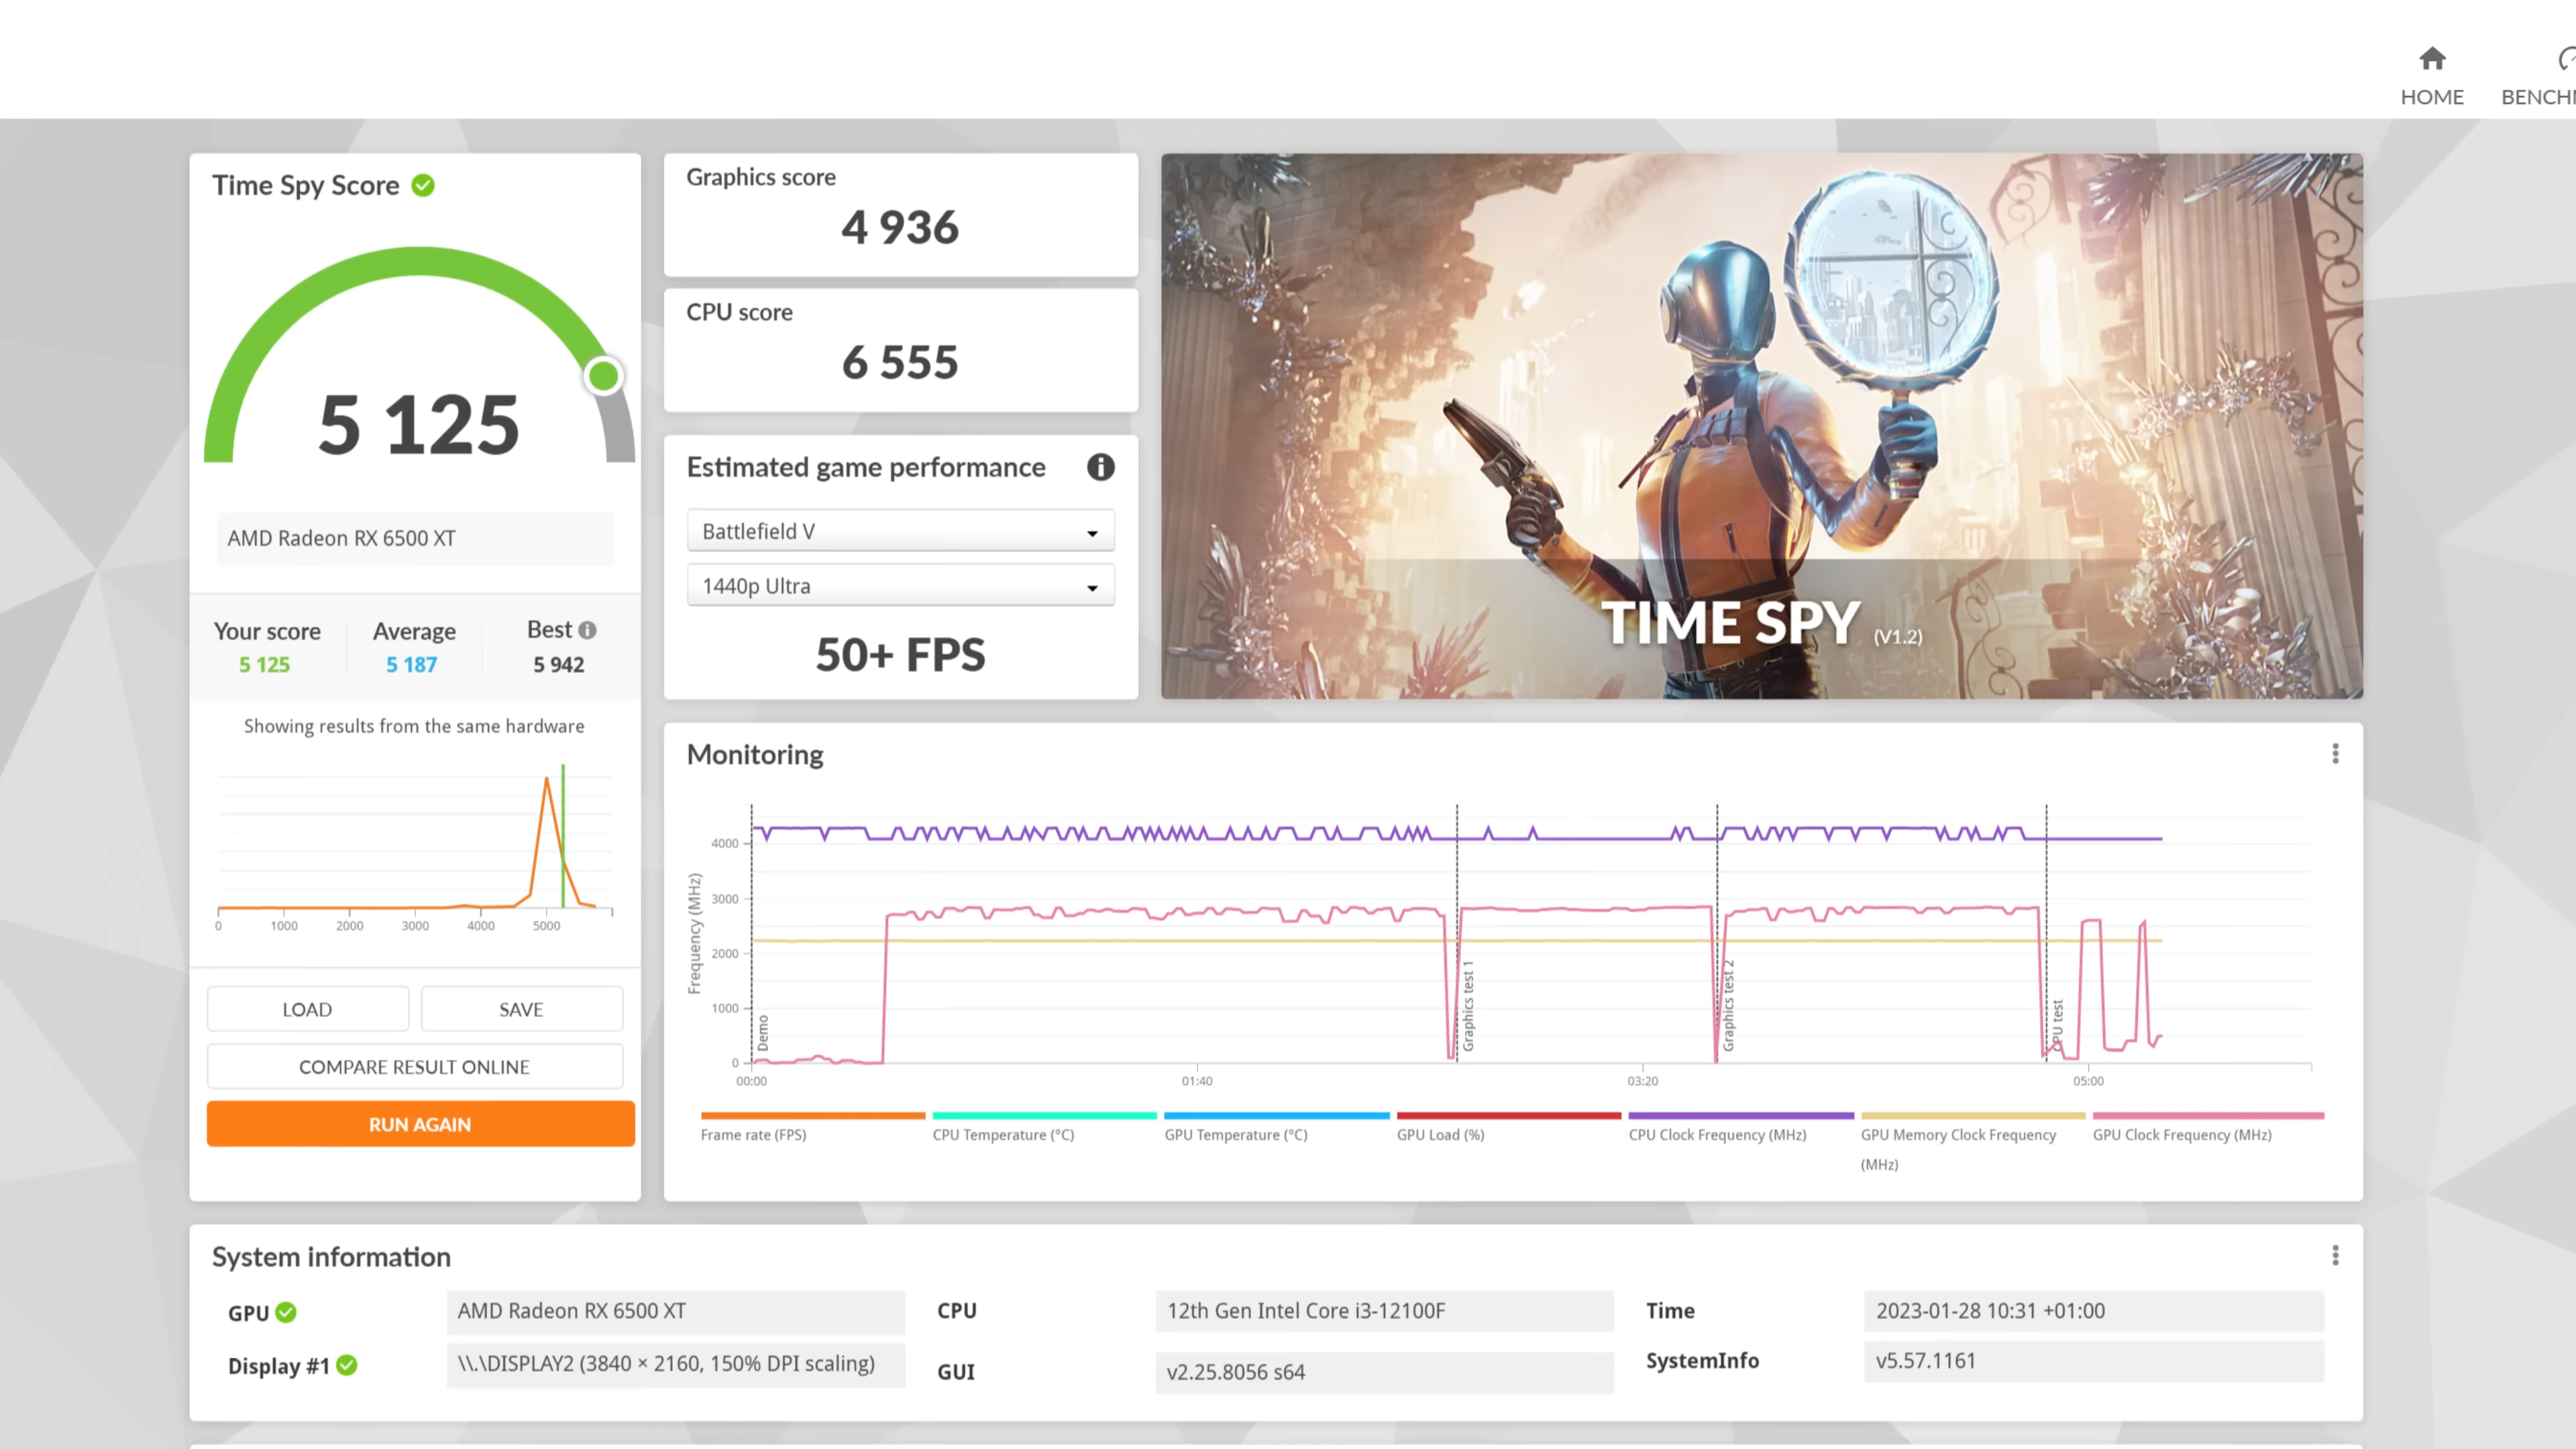 HOME
Time Spy Score
5 125
AMD Radeon RX 6500 XT
Your score
Average
Best
5 125
5 187
5 942
Showing results from the same hardware
0
1000
2000
3000
4000
5000
LOAD
SAVE
COMPARE RESULT ONLINE
RUN AGAIN
Graphics score
4 936
CPU score
6 555
Estimated game performance
Battlefield V
1440p Ultra
50+ FPS
TIME SPY (V1.2)
Monitoring
Frequency (MHz)
4000
3000
2000
1000
0
Demo
Graphics test 1
Graphics test 2
CPU test
00:00
01:40
03:20
05:00
Frame rate (FPS)
CPU Temperature (°C)
GPU Temperature (°C)
GPU Load (%)
CPU Clock Frequency (MHz)
GPU Memory Clock Frequency
(MHz)
GPU Clock Frequency (MHz)
System information
GPU
AMD Radeon RX 6500 XT
CPU
12th Gen Intel Core i3-12100F
Time
2023-01-28 10:31 +01:00
Display #1
\\.\DISPLAY2 (3840 × 2160, 150% DPI scaling)
GUI
v2.25.8056 s64
SystemInfo
v5.57.1161